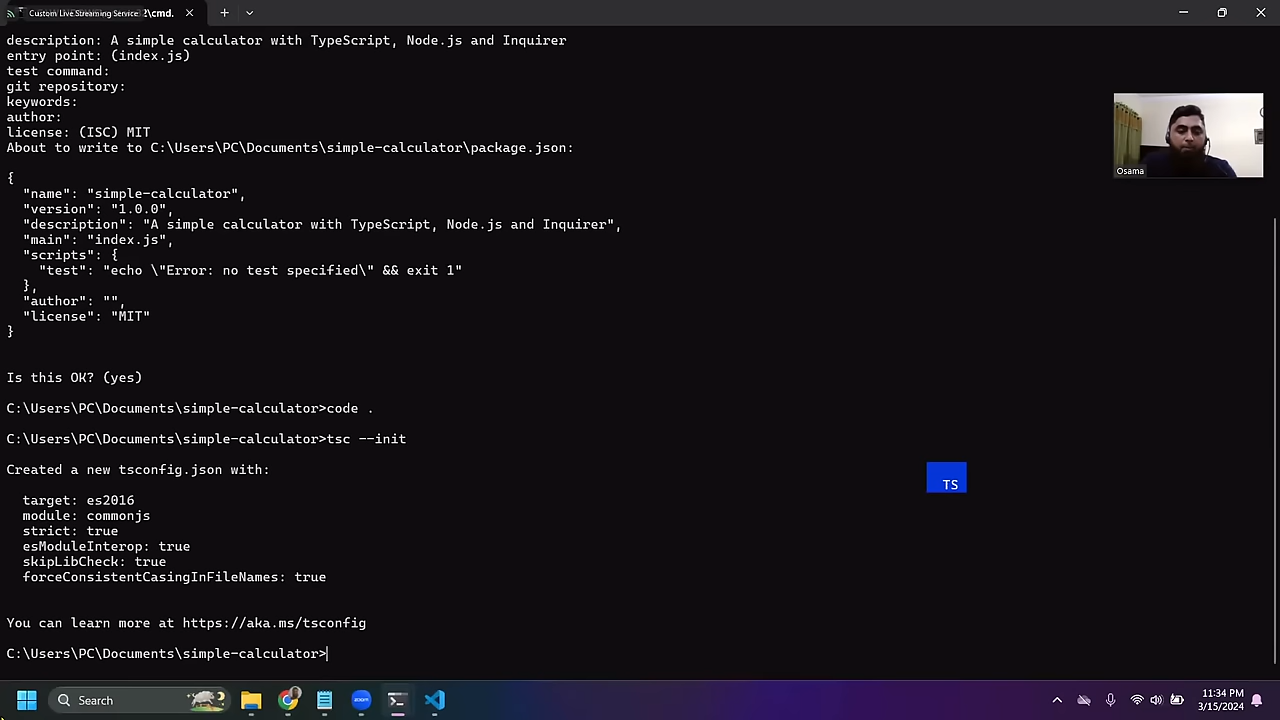 Custom Live Streaming Service 2\cmd.
description: A simple calculator with TypeScript, Node.js and Inquirer
entry point: (index.js)
test command:
git repository:
keywords:
author:
license: (ISC) MIT
About to write to C:\Users\PC\Documents\simple-calculator\package.json:
{
"name": "simple-calculator",
"version": "1.0.0",
"description": "A simple calculator with TypeScript, Node.js and Inquirer",
"main": "index.js",
"scripts": {
"test": "echo \"Error: no test specified\" && exit 1"
},
"author": "",
"license": "MIT"
}
Is this OK? (yes)
C:\Users\PC\Documents\simple-calculator>code .
C:\Users\PC\Documents\simple-calculator>tsc --init
Created a new tsconfig.json with:
target: es2016
module: commonjs
strict: true
esModuleInterop: true
skipLibCheck: true
forceConsistentCasingInFileNames: true
TS
You can learn more at https://aka.ms/tsconfig
C:\Users\PC\Documents\simple-calculator>
Osama
Search
zoom
11:34 PM
3/15/2024